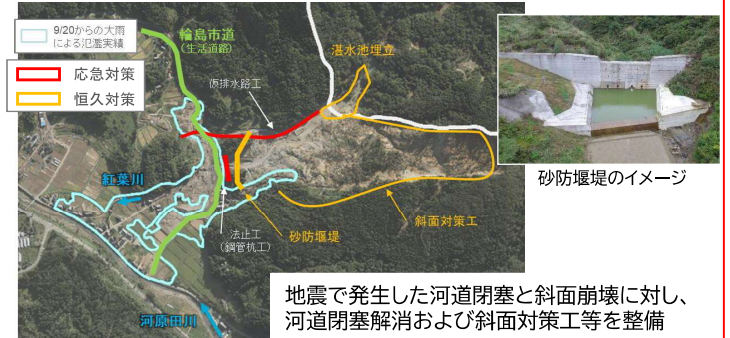 9/20からの大雨
による氾濫実績
応急対策
恒久対策
輪島市道
(生活道路)
湛水池埋立
仮排水路工
紅葉川
法止工
(鋼管杭工)
砂防堰堤
斜面対策工
河原田川
砂防堰堤のイメージ
地震で発生した河道閉塞と斜面崩壊に対し、
河道閉塞解消および斜面対策工等を整備